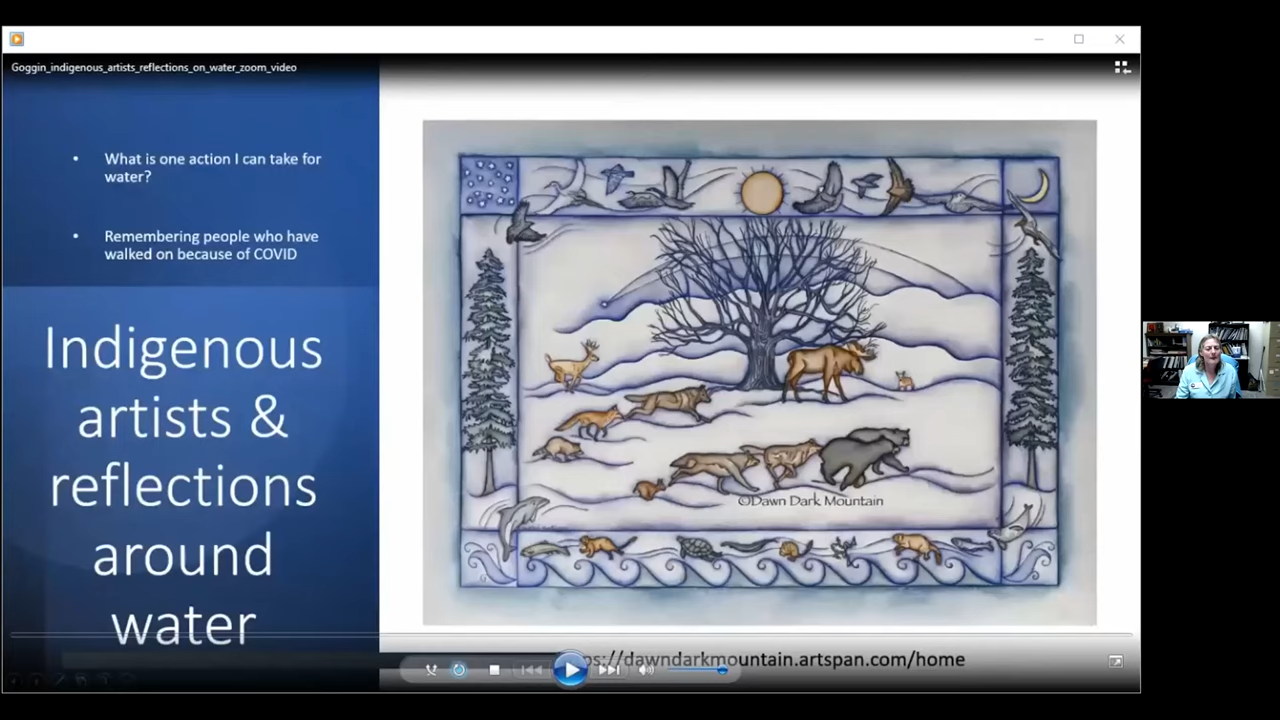 Goggin_indigenous_artists_reflections_on_water_zoom_video
• What is one action I can take for
water?
• Remembering people who have
walked on because of COVID
Indigenous
artists &
reflections
around
water
©Dawn Dark Mountain
ps://dawndarkmountain.artspan.com/home